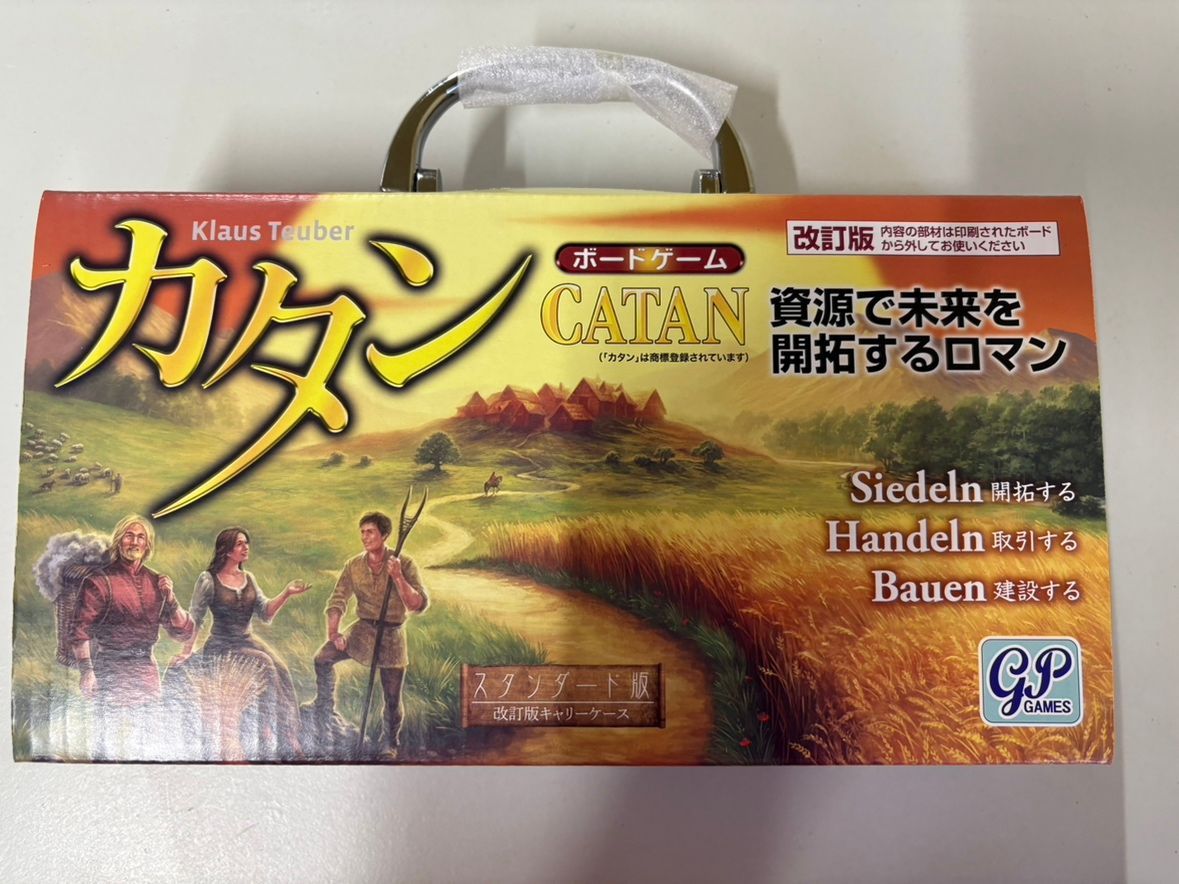 Klaus Teuber
カタン
ボードゲーム
CATAN
(「カタン」は商標登録されています)
改訂版
内容の部材は印刷されたボード
から外してお使いください
資源で未来を
開拓するロマン
Siedeln 開拓する
Handeln 取引する
Bauen 建設する
スタンダード版
改訂版キャリーケース
GP
GAMES